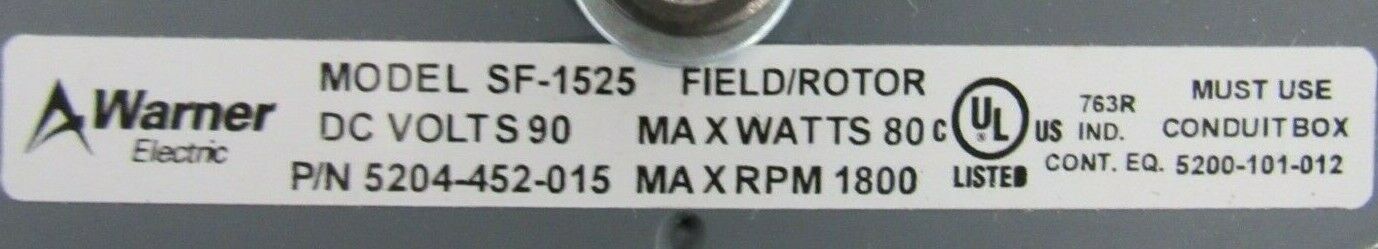 Warner
Electric
MODEL SF-1525 FIELD/ROTOR
DC VOLTS 90 MAX WATTS 80
P/N 5204-452-015 MAX RPM 1800
C UL US
®
LISTED
763R
IND.
CONT. EQ.
MUST USE
CONDUIT BOX
5200-101-012